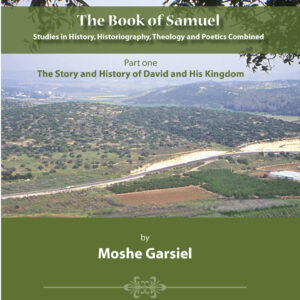 The Book of Samuel
Studies in History, Historiography, Theology and Poetics Combined
Part one
The Story and History of David and His Kingdom
by
Moshe Garsiel